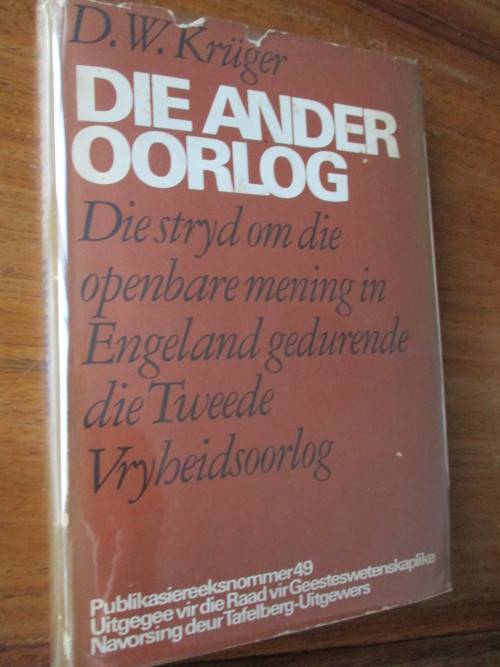 D.W. Krüger
DIE ANDER
OORLOG
Die stryd om die
openbare mening in
Engeland gedurende
die Tweede
Vryheidsoorlog
Publikasiereeksnommer 49
Uitgegee vir die Raad vir Geesteswetenskaplike
Navorsing deur Tafelberg-Uitgewers